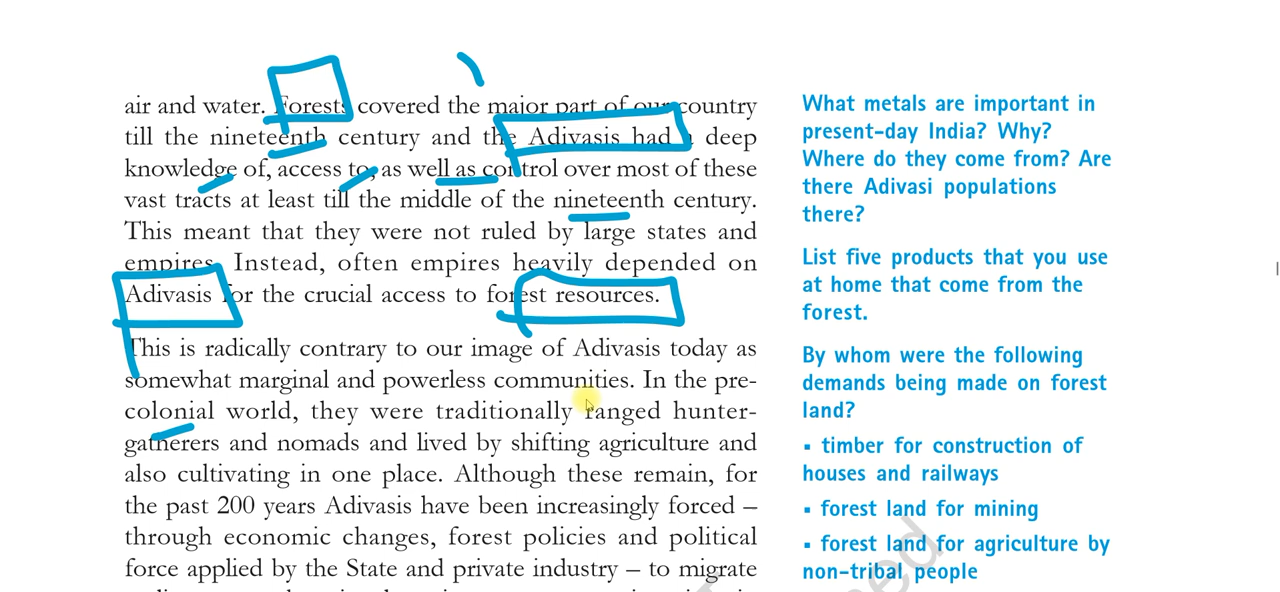 air and water. Forests covered the major part of our country
till the nineteenth century and the Adivasis had a deep
knowledge of, access to, as well as control over most of these
vast tracts at least till the middle of the nineteenth century.
This meant that they were not ruled by large states and
empires. Instead, often empires heavily depended on
Adivasis for the crucial access to forest resources.
This is radically contrary to our image of Adivasis today as
somewhat marginal and powerless communities. In the pre-
colonial world, they were traditionally ranged hunter-
gatherers and nomads and lived by shifting agriculture and
also cultivating in one place. Although these remain, for
the past 200 years Adivasis have been increasingly forced –
through economic changes, forest policies and political
force applied by the State and private industry – to migrate
What metals are important in
present-day India? Why?
Where do they come from? Are
there Adivasi populations
there?
List five products that you use
at home that come from the
forest.
By whom were the following
demands being made on forest
land?
▪ timber for construction of
houses and railways
▪ forest land for mining
▪ forest land for agriculture by
non-tribal people